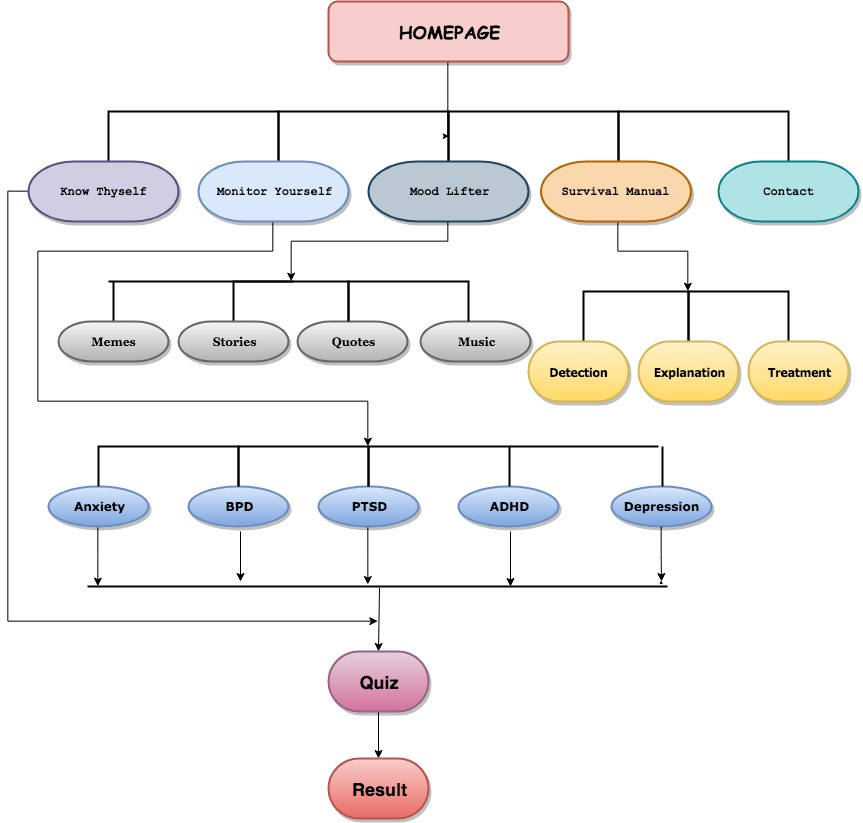 HOMEPAGE
Know Thyself
Monitor Yourself
Mood Lifter
Survival Manual
Contact
Memes
Stories
Quotes
Music
Detection
Explanation
Treatment
Anxiety
BPD
PTSD
ADHD
Depression
Quiz
Result